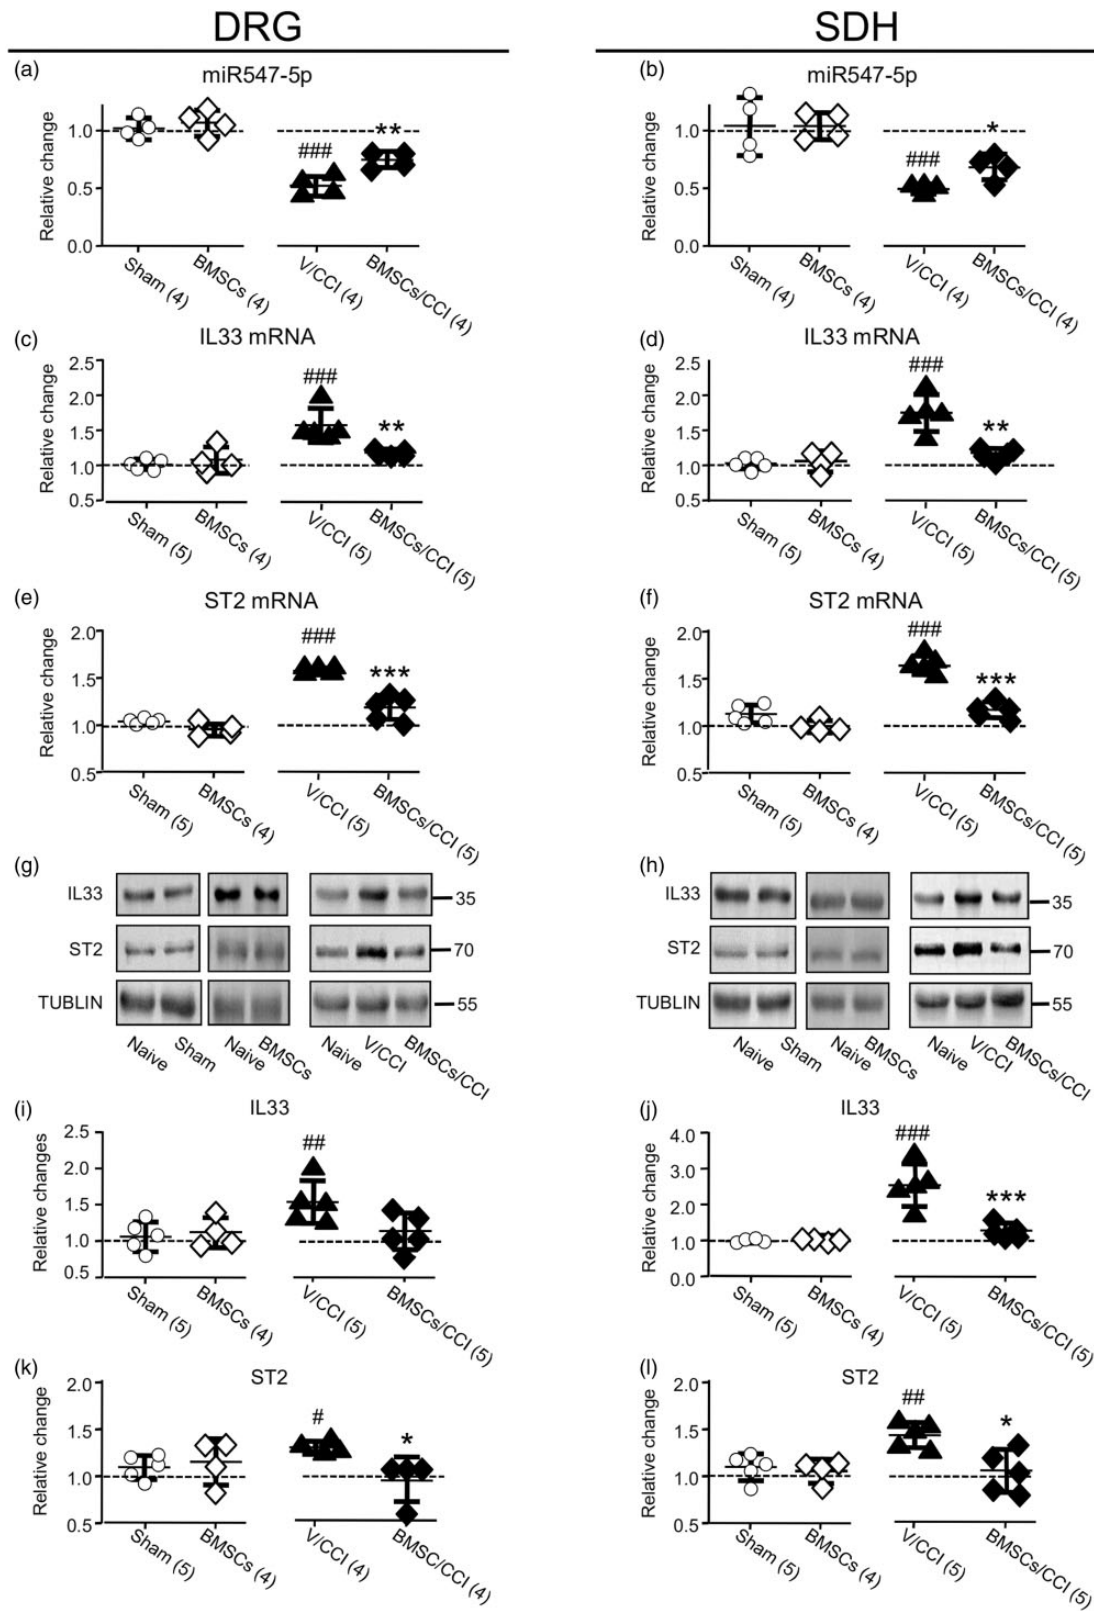 DRG
SDH
(a)
miR547-5p
Relative change
1.0
0.5
0.0
###
**
Sham (4)
BMSCs (4)
V/CCI (4)
BMSCs/CCI (4)
(b)
miR547-5p
Relative change
1.0
0.5
0.0
###
*
Sham (4)
BMSCs (4)
V/CCI (4)
BMSCs/CCI (4)
(c)
IL33 mRNA
Relative change
2.5
2.0
1.5
1.0
0.5
###
**
Sham (5)
BMSCs (4)
V/CCI (5)
BMSCs/CCI (5)
(d)
IL33 mRNA
Relative change
2.5
2.0
1.5
1.0
0.5
###
**
Sham (5)
BMSCs (4)
V/CCI (5)
BMSCs/CCI (5)
(e)
ST2 mRNA
Relative change
2.0
1.5
1.0
0.5
###
***
Sham (5)
BMSCs (4)
V/CCI (5)
BMSCs/CCI (5)
(f)
ST2 mRNA
Relative change
2.0
1.5
1.0
0.5
###
***
Sham (5)
BMSCs (4)
V/CCI (5)
BMSCs/CCI (5)
(g)
IL33
35
ST2
70
TUBLIN
55
Naive
Sham
Naive
BMSCs
Naive
V/CCI
BMSCs/CCI
(h)
IL33
35
ST2
70
TUBLIN
55
Naive
Sham
Naive
BMSCs
Naive
V/CCI
BMSCs/CCI
(i)
IL33
Relative changes
2.5
2.0
1.5
1.0
0.5
##
Sham (5)
BMSCs (4)
V/CCI (5)
BMSCs/CCI (5)
(j)
IL33
Relative change
4.0
3.0
2.0
1.0
0.0
###
***
Sham (5)
BMSCs (4)
V/CCI (5)
BMSCs/CCI (5)
(k)
ST2
Relative change
2.0
1.5
1.0
0.5
#
*
Sham (5)
BMSCs (4)
V/CCI (4)
BMSC/CCI (4)
(l)
ST2
Relative change
2.0
1.5
1.0
0.5
##
*
Sham (5)
BMSCs (4)
V/CCI (5)
BMSCs/CCI (5)